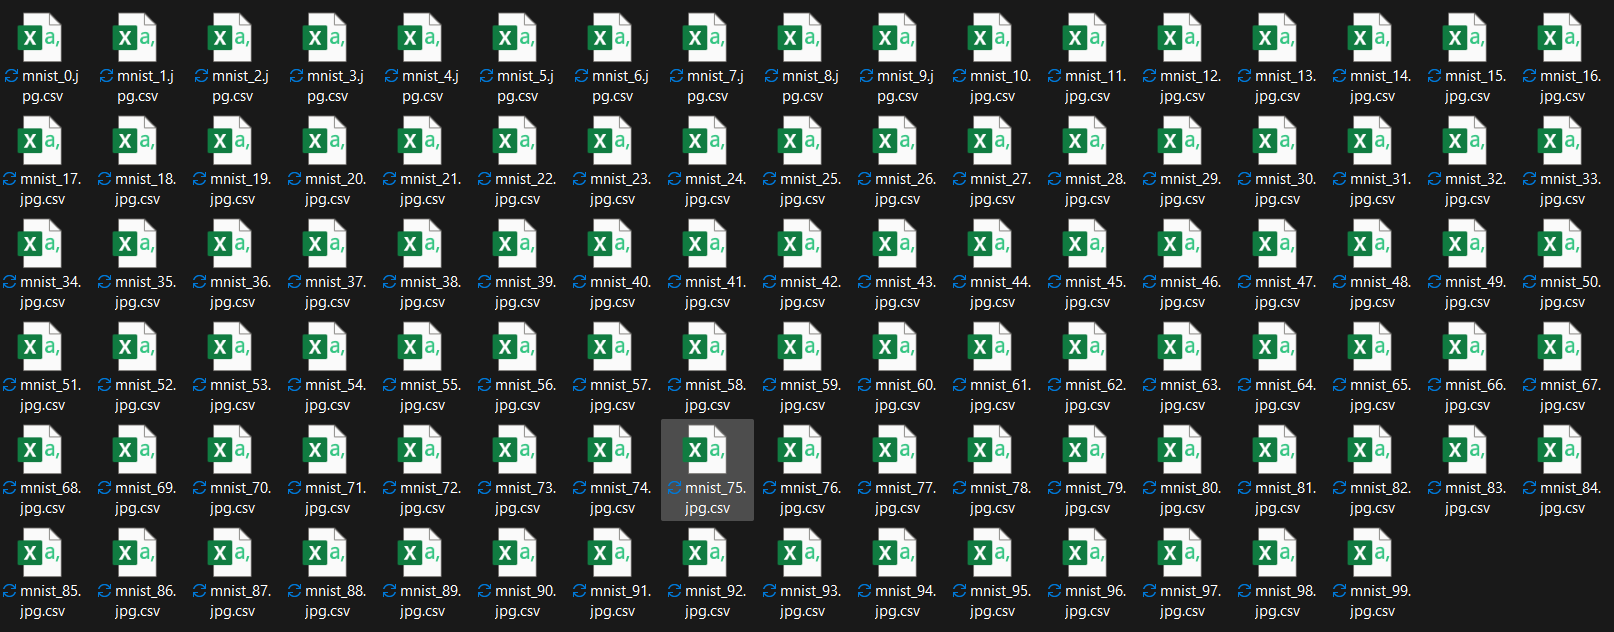 mnist_0.j mnist_1.j mnist_2.j mnist_3.j mnist_4.j mnist_5.j mnist_6.j mnist_7.j mnist_8.j mnist_9.j mnist_10. mnist_11. mnist_12. mnist_13. mnist_14. mnist_15. mnist_16.
pg.csv pg.csv pg.csv pg.csv pg.csv pg.csv pg.csv pg.csv pg.csv pg.csv jpg.csv jpg.csv jpg.csv jpg.csv jpg.csv jpg.csv jpg.csv
mnist_17. mnist_18. mnist_19. mnist_20. mnist_21. mnist_22. mnist_23. mnist_24. mnist_25. mnist_26. mnist_27. mnist_28. mnist_29. mnist_30. mnist_31. mnist_32. mnist_33.
jpg.csv jpg.csv jpg.csv jpg.csv jpg.csv jpg.csv jpg.csv jpg.csv jpg.csv jpg.csv jpg.csv jpg.csv jpg.csv jpg.csv jpg.csv jpg.csv jpg.csv
mnist_34. mnist_35. mnist_36. mnist_37. mnist_38. mnist_39. mnist_40. mnist_41. mnist_42. mnist_43. mnist_44. mnist_45. mnist_46. mnist_47. mnist_48. mnist_49. mnist_50.
jpg.csv jpg.csv jpg.csv jpg.csv jpg.csv jpg.csv jpg.csv jpg.csv jpg.csv jpg.csv jpg.csv jpg.csv jpg.csv jpg.csv jpg.csv jpg.csv jpg.csv
mnist_51. mnist_52. mnist_53. mnist_54. mnist_55. mnist_56. mnist_57. mnist_58. mnist_59. mnist_60. mnist_61. mnist_62. mnist_63. mnist_64. mnist_65. mnist_66. mnist_67.
jpg.csv jpg.csv jpg.csv jpg.csv jpg.csv jpg.csv jpg.csv jpg.csv jpg.csv jpg.csv jpg.csv jpg.csv jpg.csv jpg.csv jpg.csv jpg.csv jpg.csv
mnist_68. mnist_69. mnist_70. mnist_71. mnist_72. mnist_73. mnist_74. mnist_75. mnist_76. mnist_77. mnist_78. mnist_79. mnist_80. mnist_81. mnist_82. mnist_83. mnist_84.
jpg.csv jpg.csv jpg.csv jpg.csv jpg.csv jpg.csv jpg.csv jpg.csv jpg.csv jpg.csv jpg.csv jpg.csv jpg.csv jpg.csv jpg.csv jpg.csv jpg.csv
mnist_85. mnist_86. mnist_87. mnist_88. mnist_89. mnist_90. mnist_91. mnist_92. mnist_93. mnist_94. mnist_95. mnist_96. mnist_97. mnist_98. mnist_99.
jpg.csv jpg.csv jpg.csv jpg.csv jpg.csv jpg.csv jpg.csv jpg.csv jpg.csv jpg.csv jpg.csv jpg.csv jpg.csv jpg.csv jpg.csv